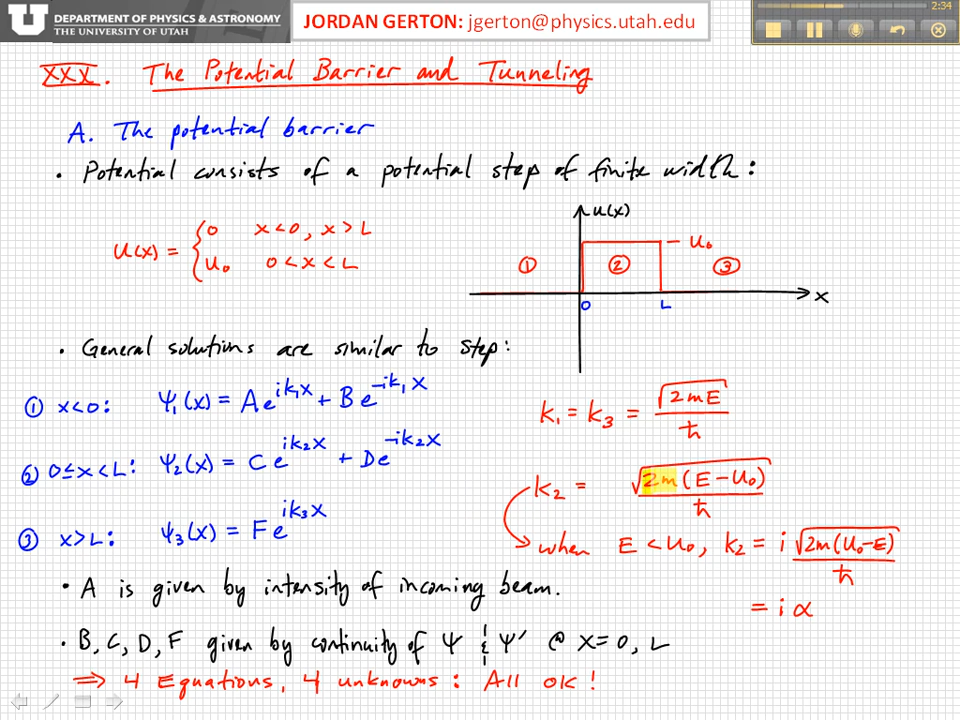 U DEPARTMENT OF PHYSICS & ASTRONOMY
THE UNIVERSITY OF UTAH
JORDAN GERTON: jgerton@physics.utah.edu
2:34
XXX. The Potential Barrier and Tunneling
A. The potential barrier
• Potential consists of a potential step of finite width:
U(x) = { 0 x<0, x>L
U₀ 0<x<L
U(x)
U₀
① ② ③
0 L x
• General solutions are similar to step:
① x<0: Ψ₁(x) = Ae^{ik₁x} + Be^{-ik₁x}
k₁ = k₃ = √(2mE)/ħ
② 0≤x<L: Ψ₂(x) = Ce^{ik₂x} + De^{-ik₂x}
k₂ = √(2m(E-U₀))/ħ
③ x>L: Ψ₃(x) = Fe^{ik₃x}
when E<U₀, k₂ = i √(2m(U₀-E))/ħ
= iα
• A is given by intensity of incoming beam.
• B, C, D, F given by continuity of Ψ & Ψ' @ x=0, L
⇒ 4 Equations, 4 unknowns: All OK!